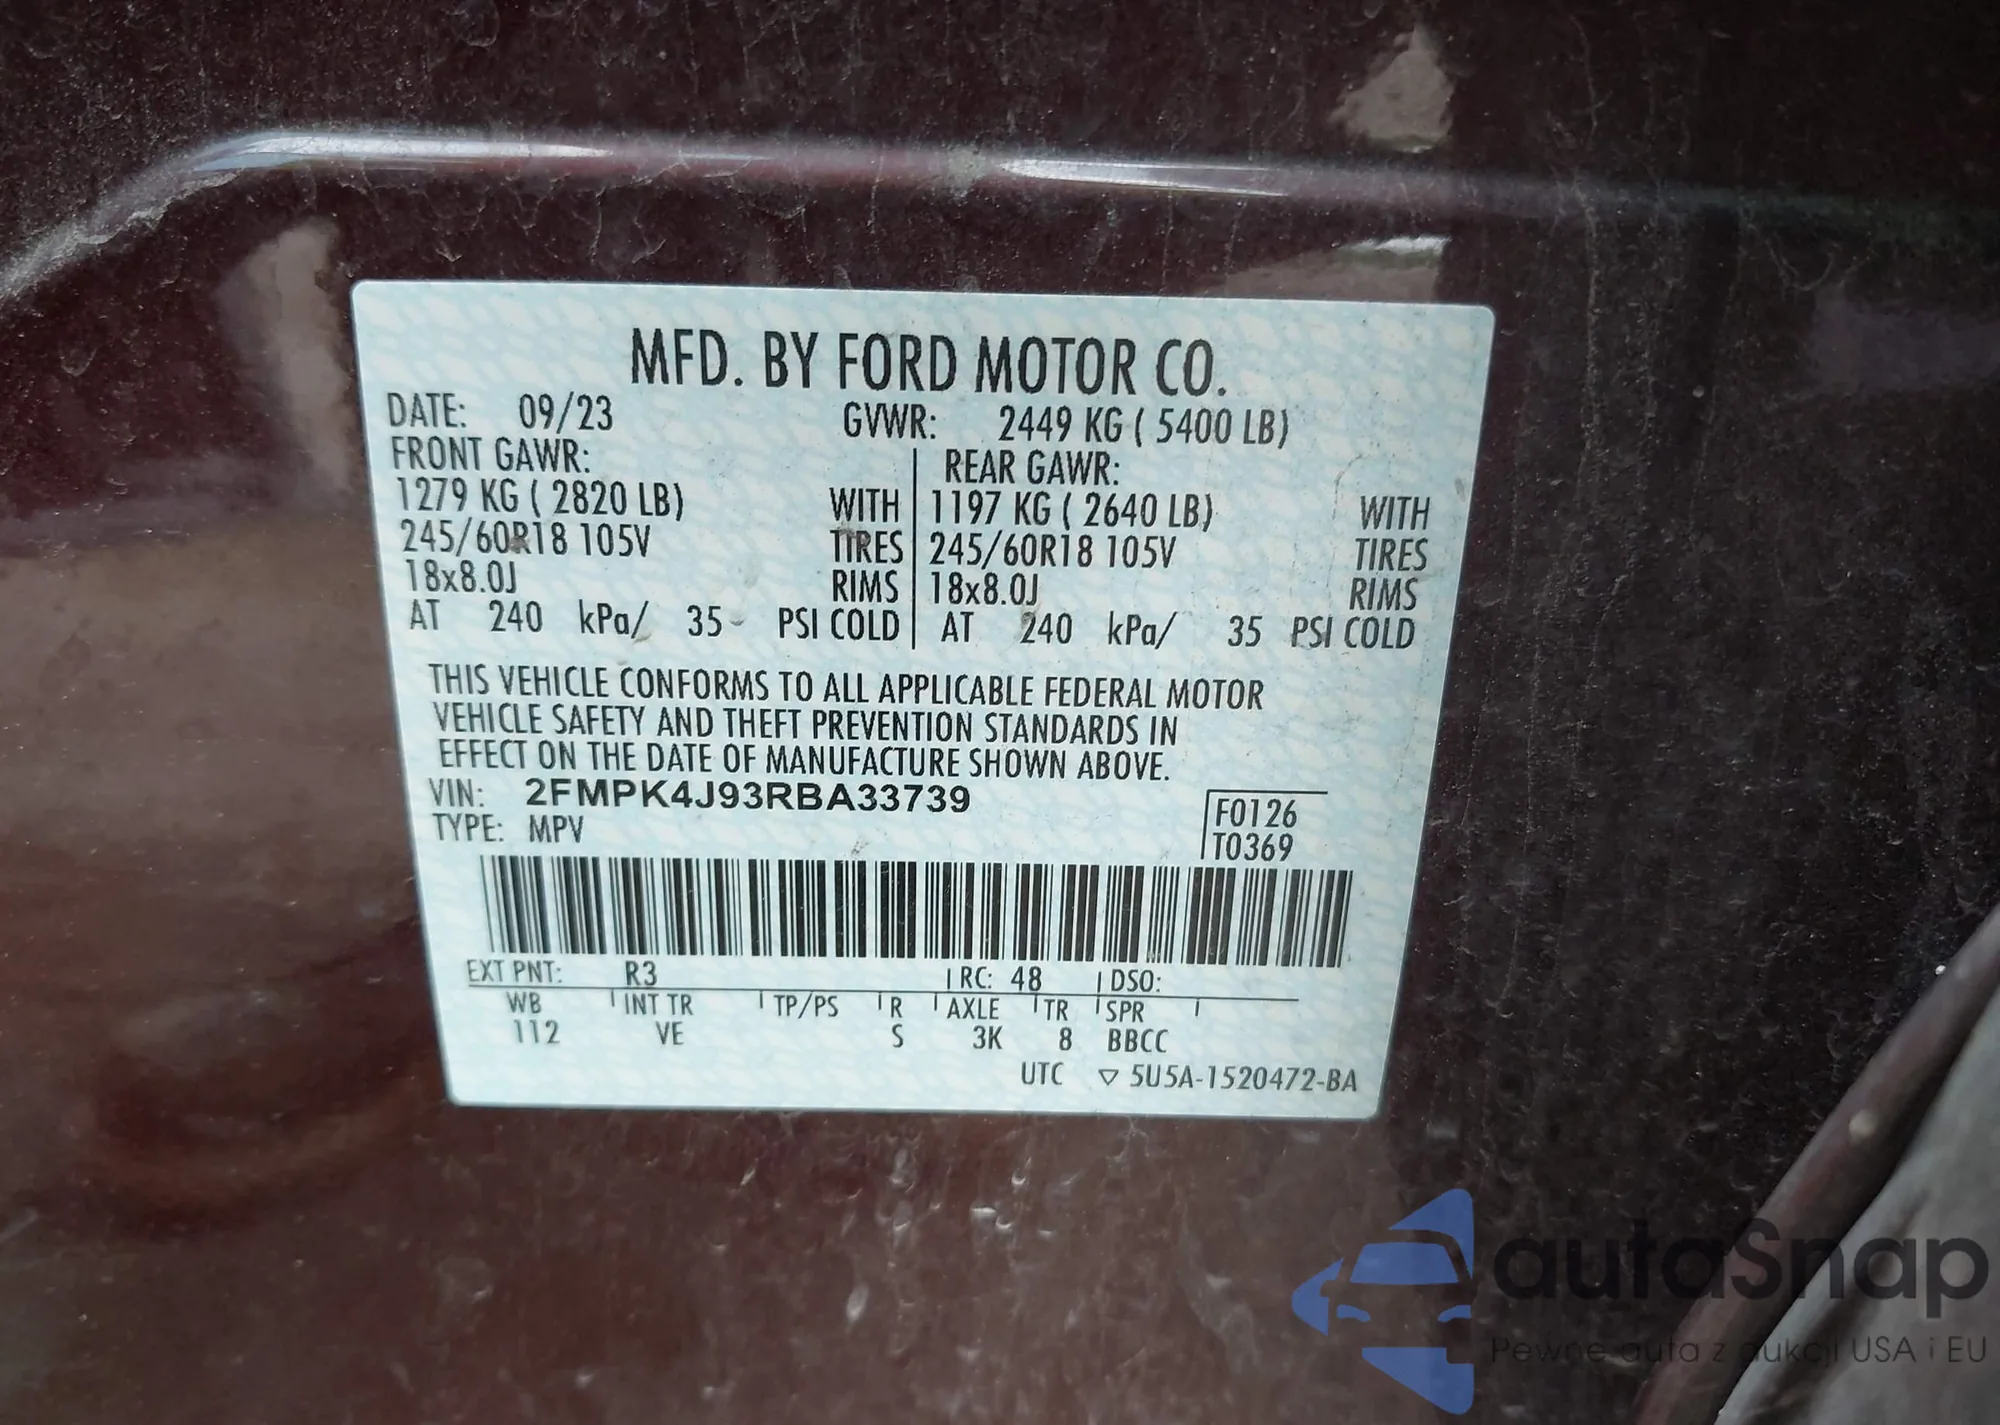 MFD. BY FORD MOTOR CO.
DATE: 09/23 GVWR: 2449 KG ( 5400 LB)
FRONT GAWR: REAR GAWR:
1279 KG ( 2820 LB) WITH 1197 KG ( 2640 LB) WITH
245/60R18 105V TIRES 245/60R18 105V TIRES
18x8.0J RIMS 18x8.0J RIMS
AT 240 kPa/ 35 PSI COLD AT 240 kPa/ 35 PSI COLD
THIS VEHICLE CONFORMS TO ALL APPLICABLE FEDERAL MOTOR
VEHICLE SAFETY AND THEFT PREVENTION STANDARDS IN
EFFECT ON THE DATE OF MANUFACTURE SHOWN ABOVE.
VIN: 2FMPK4J93RBA33739 F0126
TYPE: MPV T0369
EXT PNT: R3 RC: 48 DSO:
WB INT TR TP/PS R AXLE TR SPR
112 VE S 3K 8 BBCC
UTC ▽ 5U5A-1520472-BA
autaSnap
Pewne auta z aukcji USA i EU